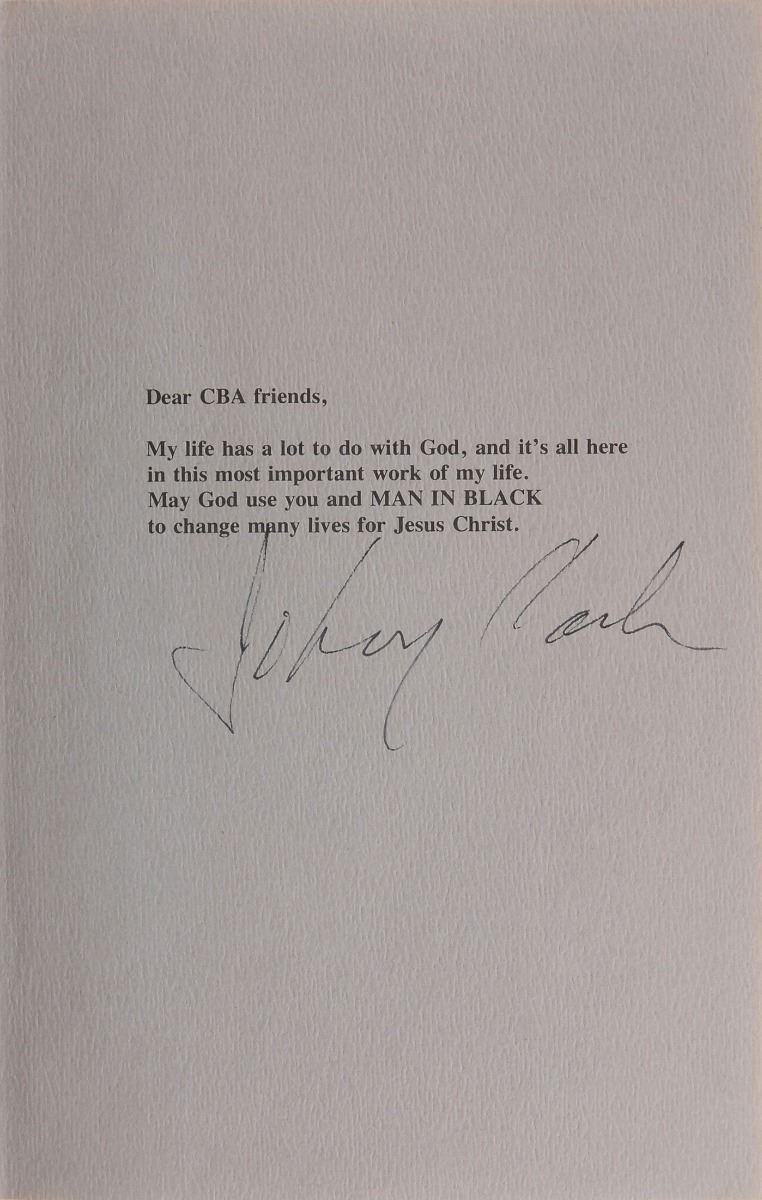 Dear CBA friends,
My life has a lot to do with God, and it's all here
in this most important work of my life.
May God use you and MAN IN BLACK
to change many lives for Jesus Christ.
Johnny Cash